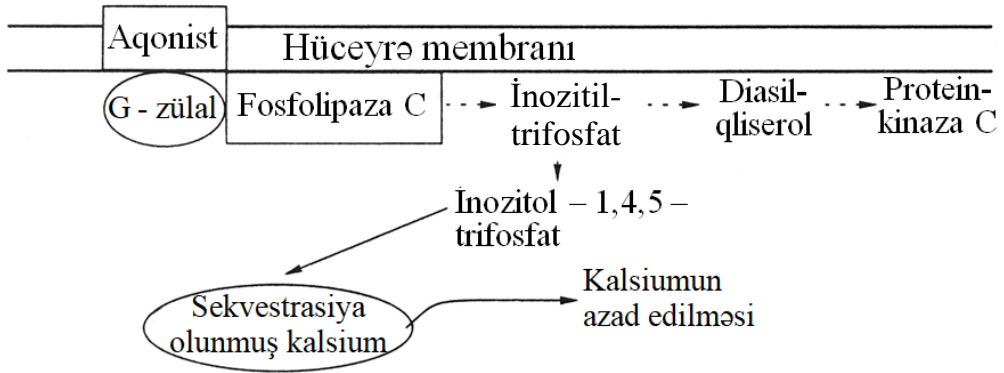 Aqonist
Hüceyrə membranı
G - zülal
Fosfolipaza C
İnozitil-
trifosfat
Diasil-
qliserol
Protein-
kinaza C
İnozitol – 1,4,5 –
trifosfat
Sekvestrasiya
olunmuş kalsium
Kalsiumun
azad edilməsi